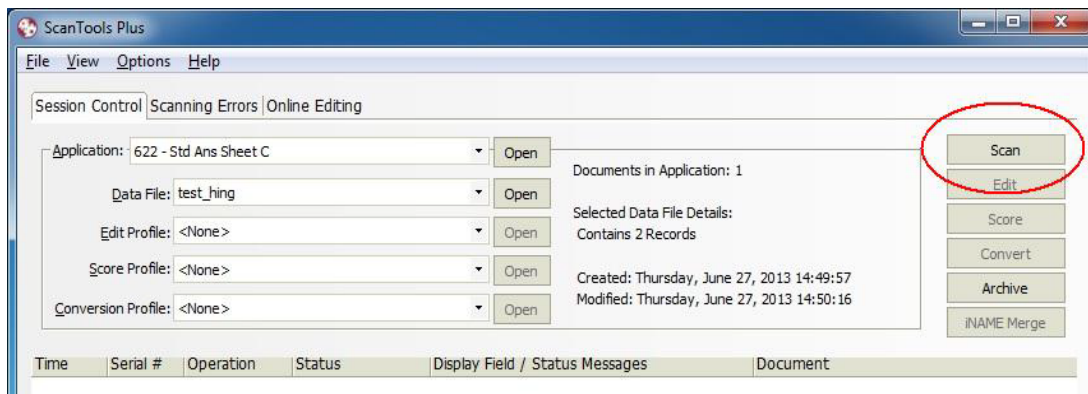 ScanTools Plus
File View Options Help
Session Control Scanning Errors Online Editing
Application: 622 - Std Ans Sheet C Open
Data File: test_hing Open
Edit Profile: <None> Open
Score Profile: <None> Open
Conversion Profile: <None> Open
Documents in Application: 1
Selected Data File Details:
Contains 2 Records
Created: Thursday, June 27, 2013 14:49:57
Modified: Thursday, June 27, 2013 14:50:16
Scan
Edit
Score
Convert
Archive
iNAME Merge
Time Serial # Operation Status Display Field / Status Messages Document